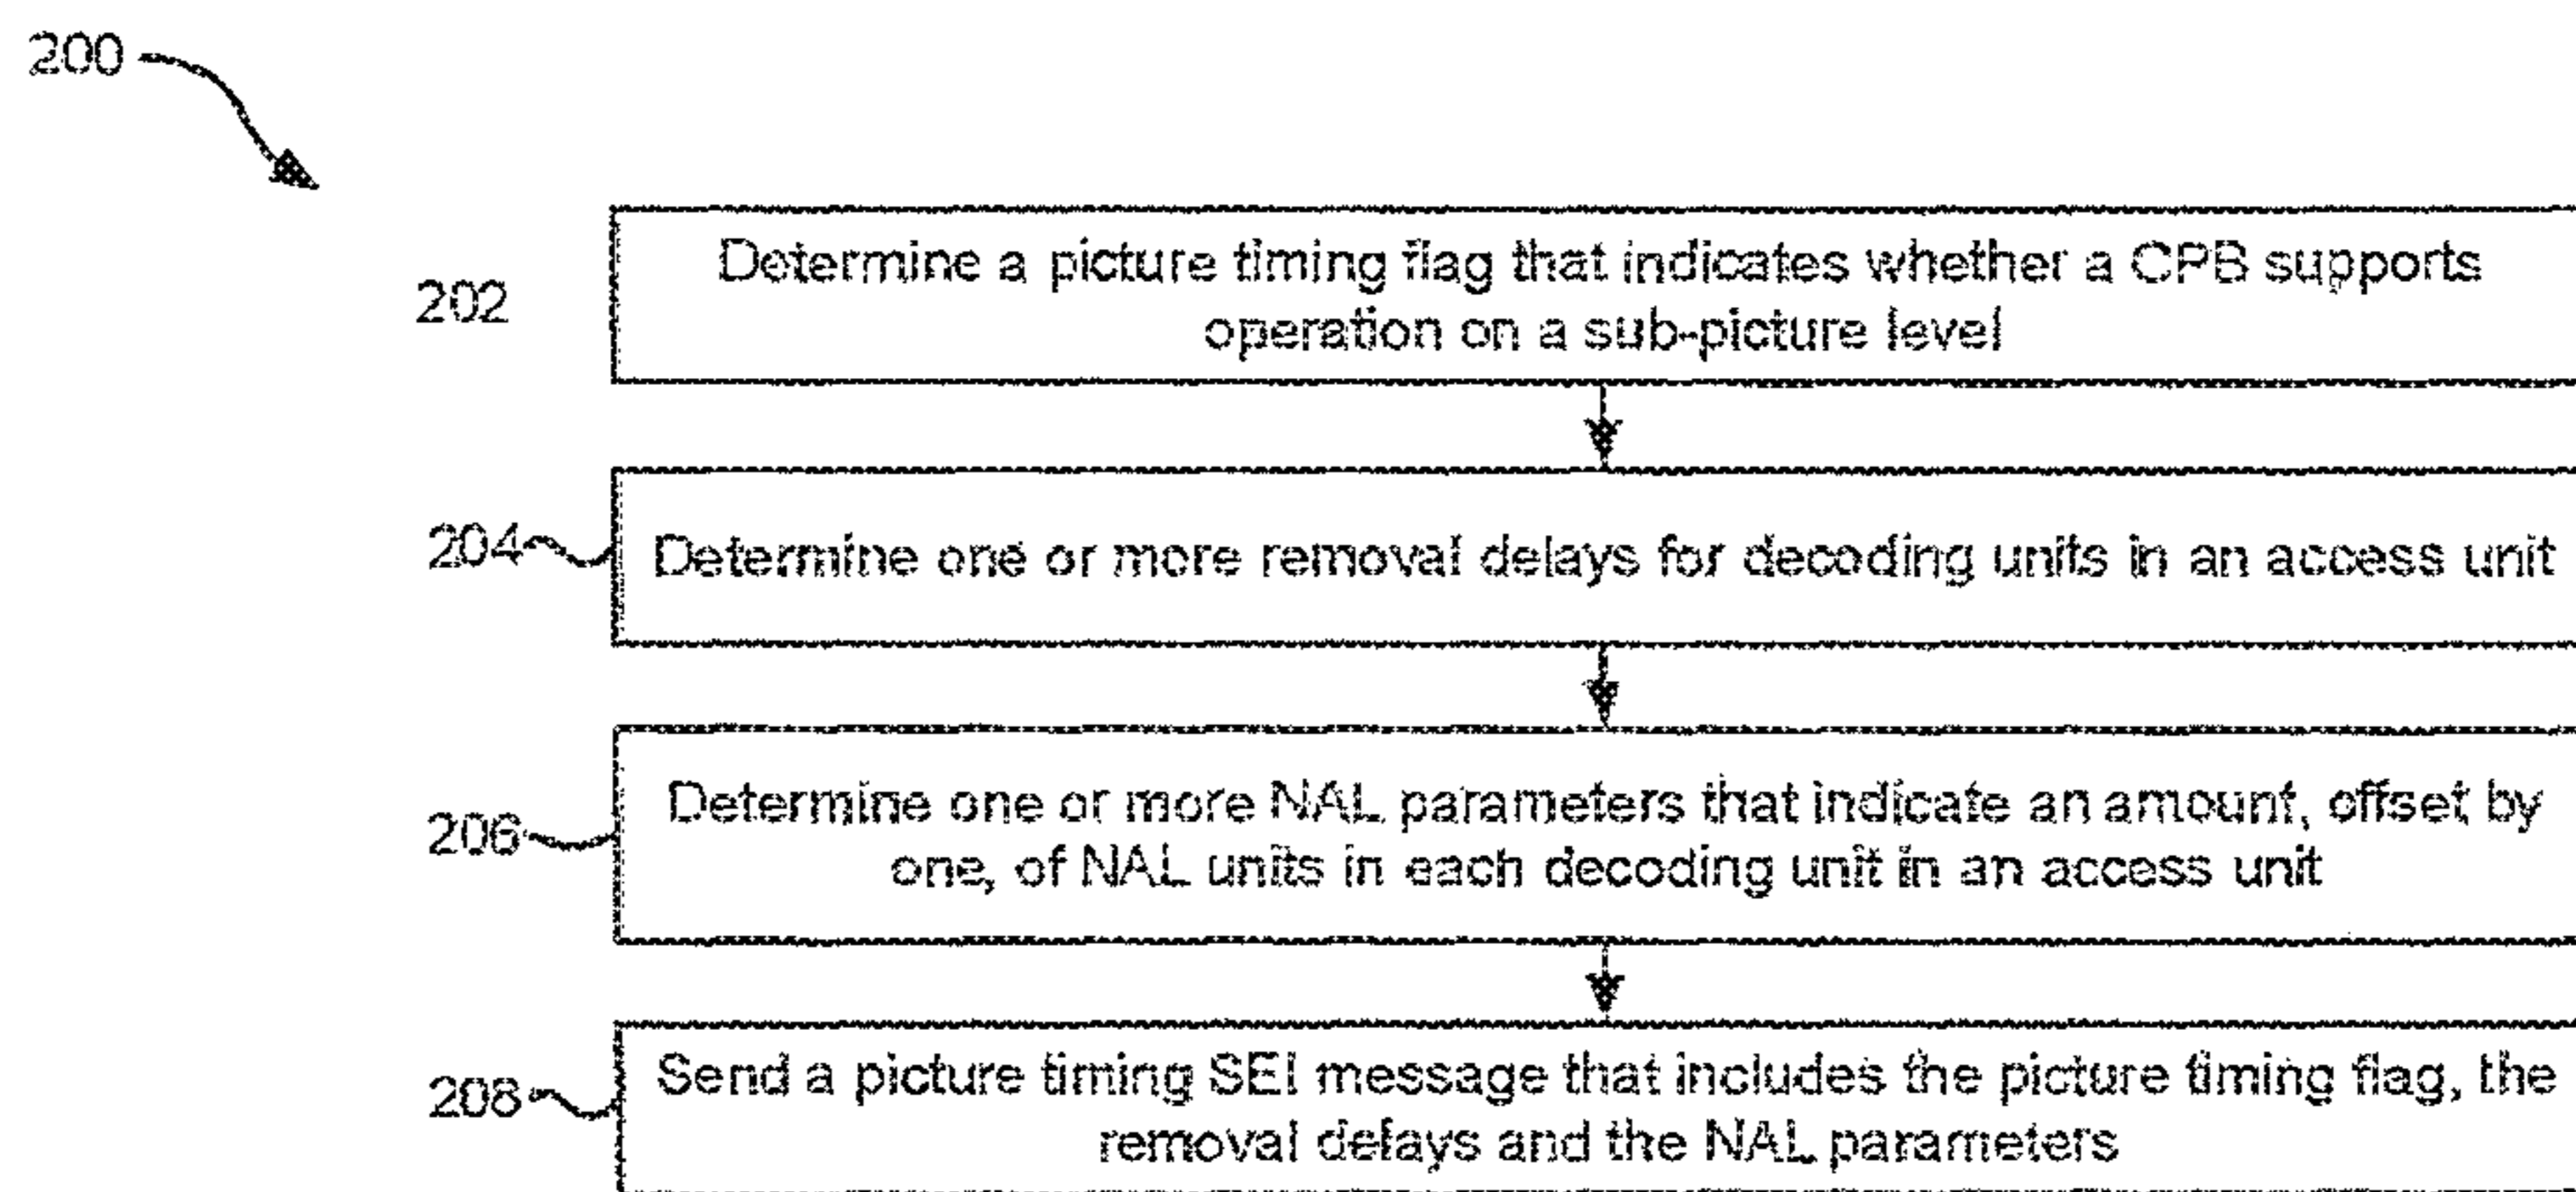 200
202
Determine a picture timing flag that indicates whether a CPB supports
operation on a sub-picture level
204
Determine one or more removal delays for decoding units in an access unit
206
Determine one or more NAL parameters that indicate an amount, offset by
one, of NAL units in each decoding unit in an access unit
208
Send a picture timing SEI message that includes the picture timing flag, the
removal delays and the NAL parameters